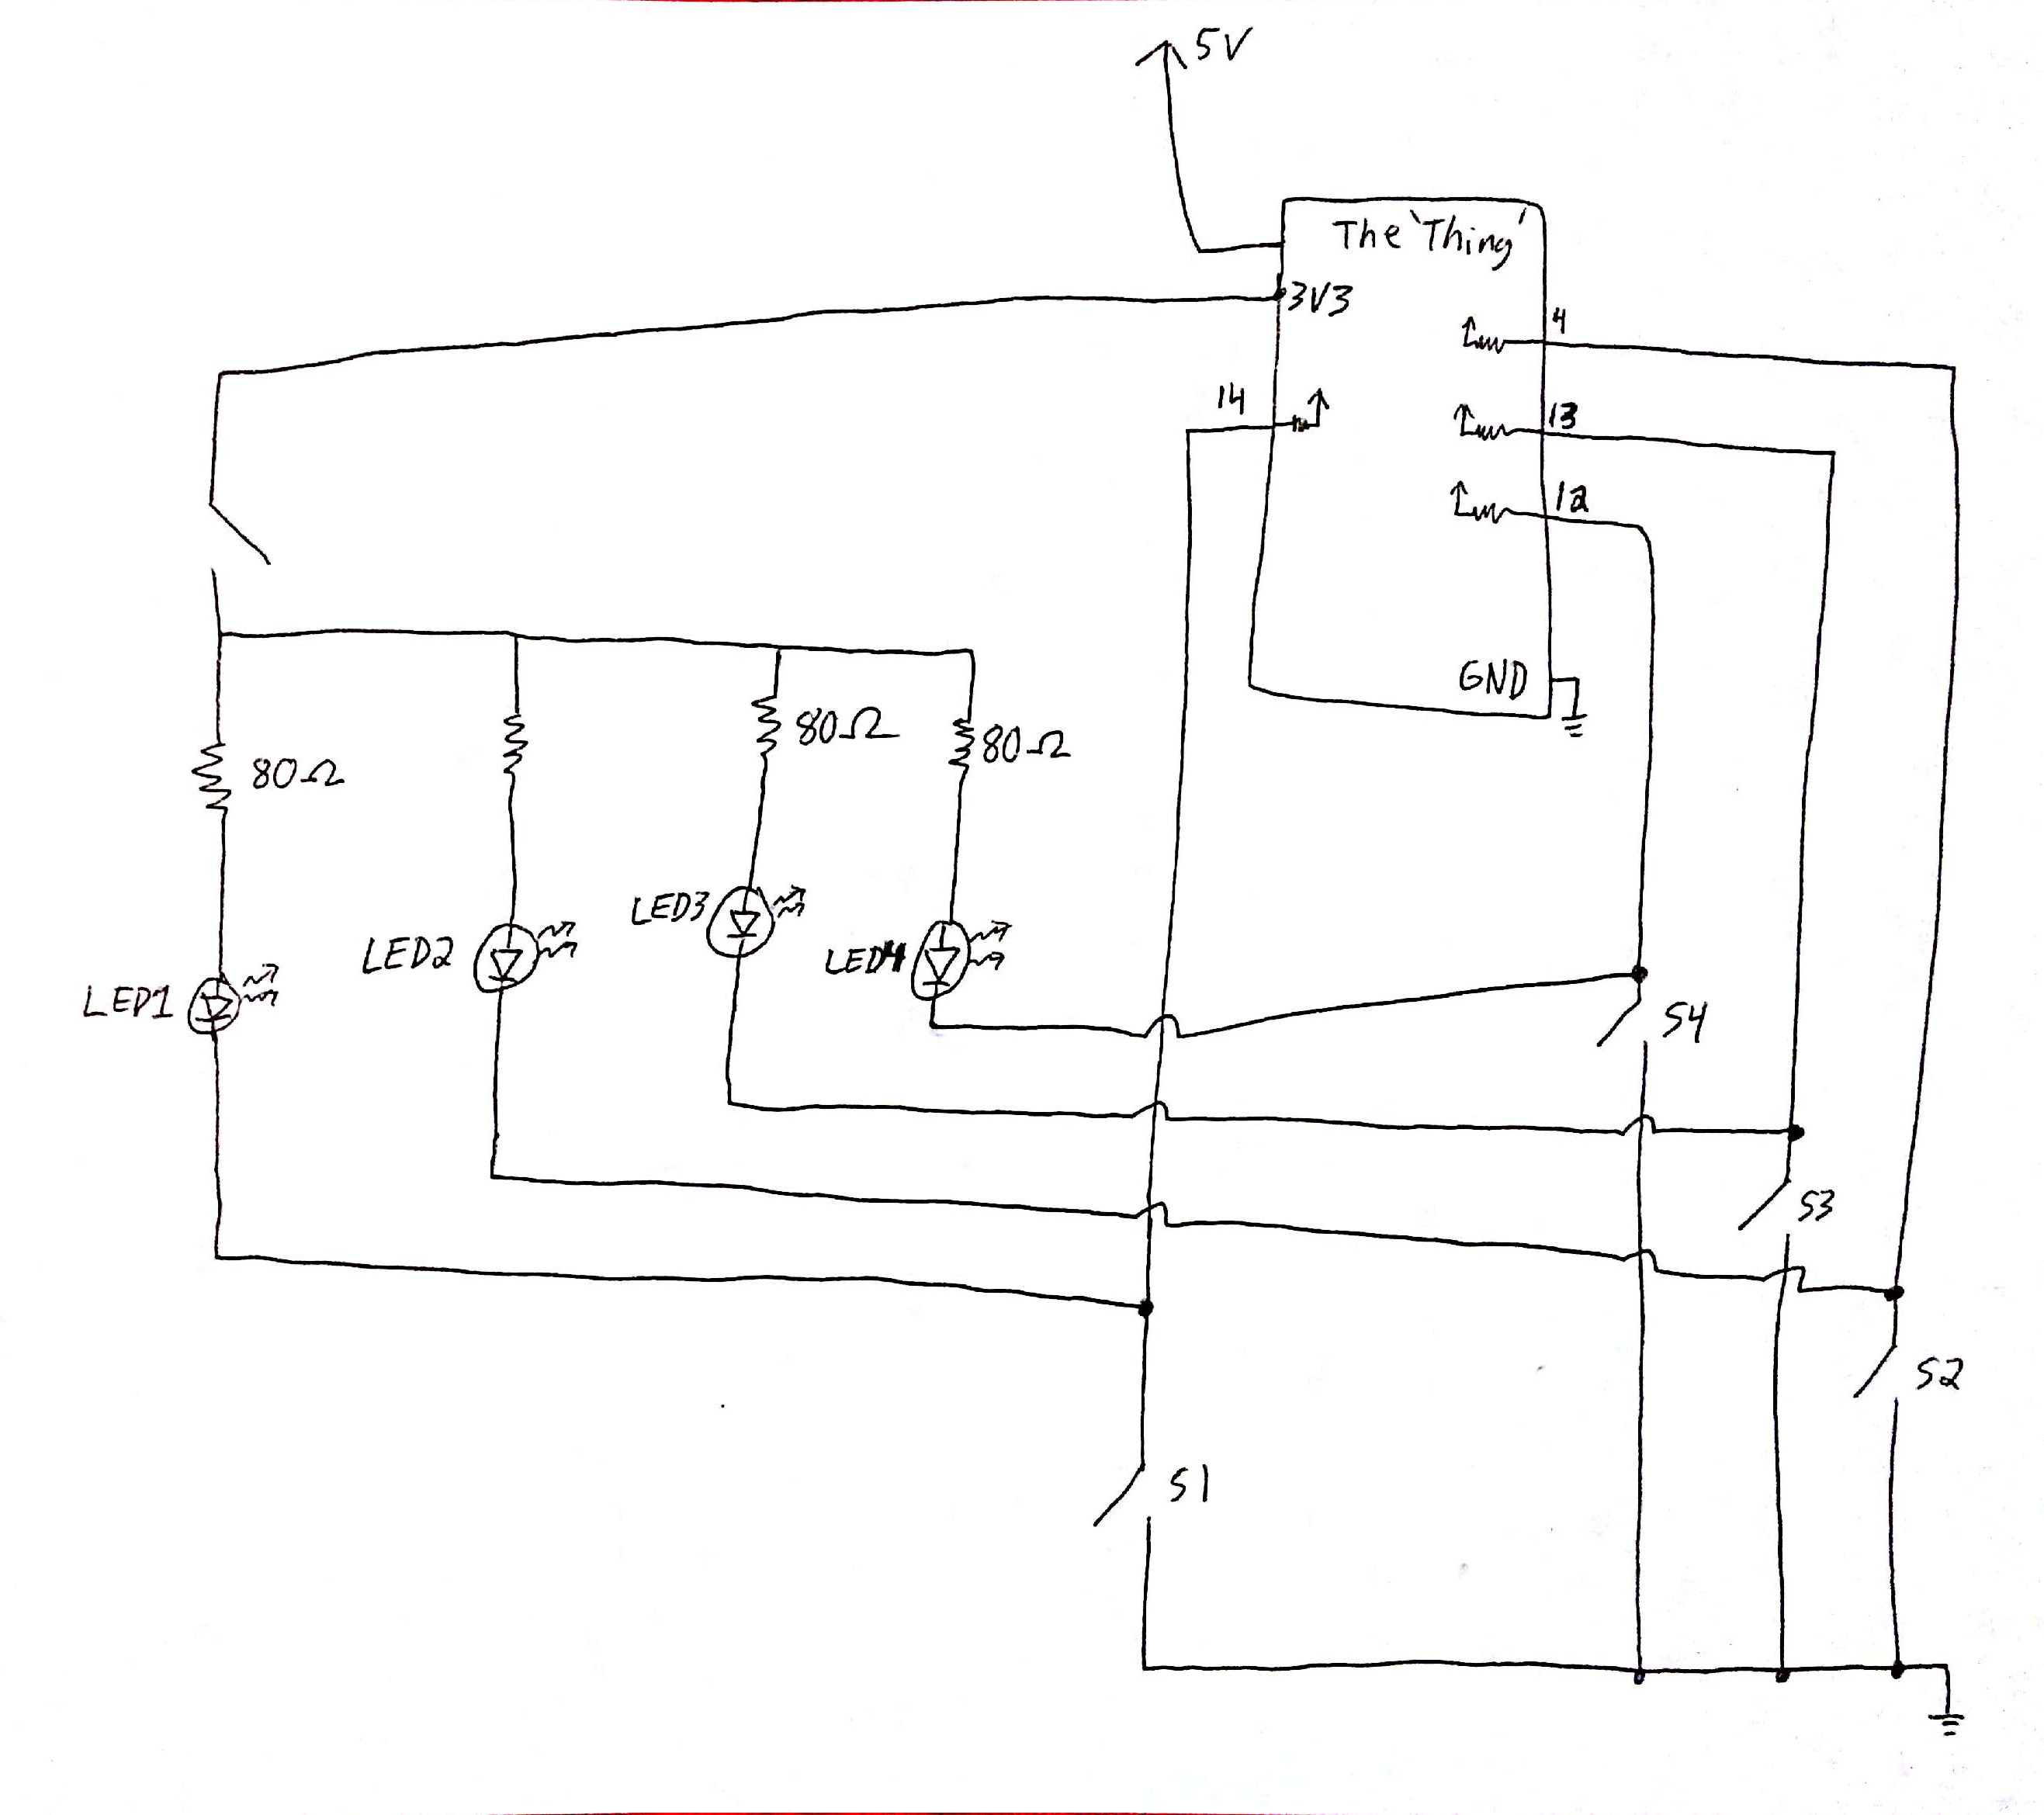 5V
The 'Thing'
3V3
4
14
13
12
GND
80Ω
80Ω
80Ω
LED3
LED2
LED4
LED1
S4
S3
S2
S1